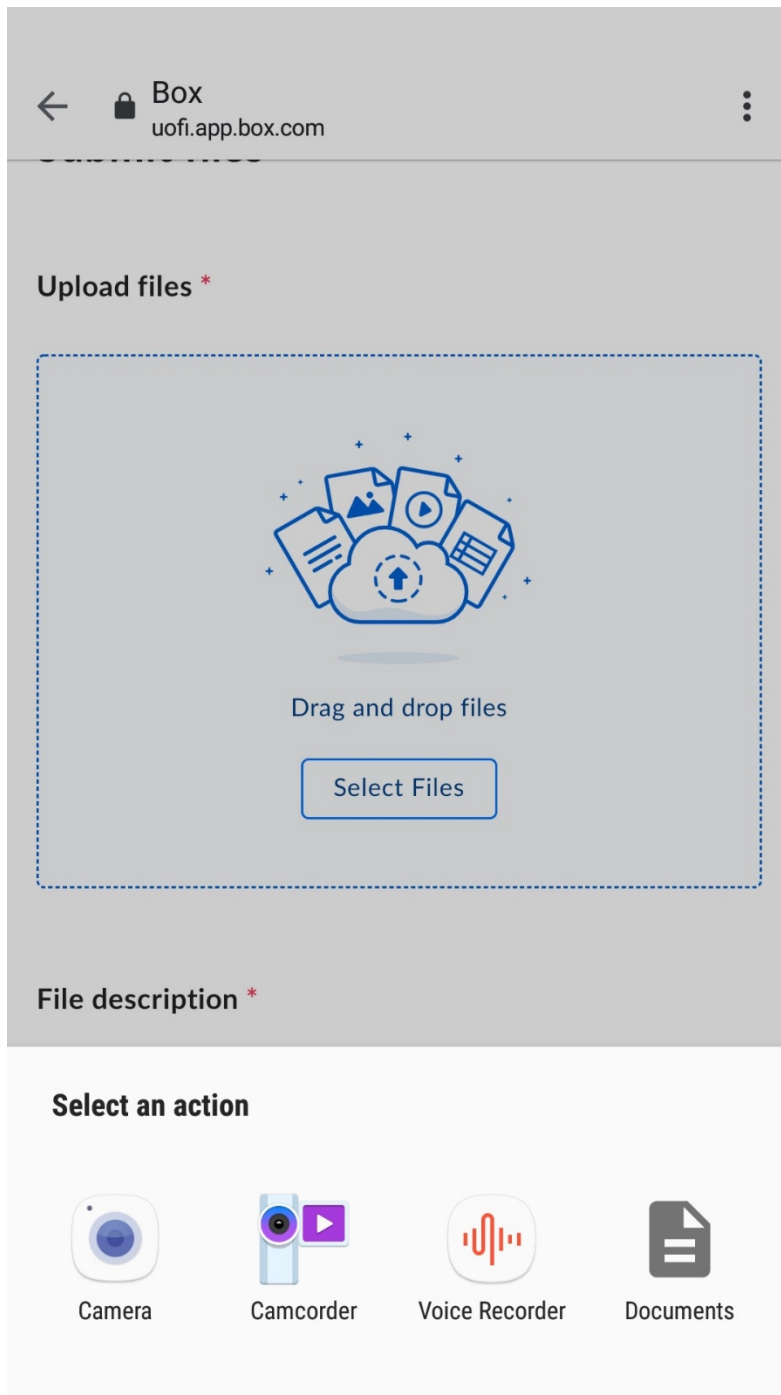 Box
uofi.app.box.com
Upload files *
Drag and drop files
Select Files
File description *
Select an action
Camera
Camcorder
Voice Recorder
Documents